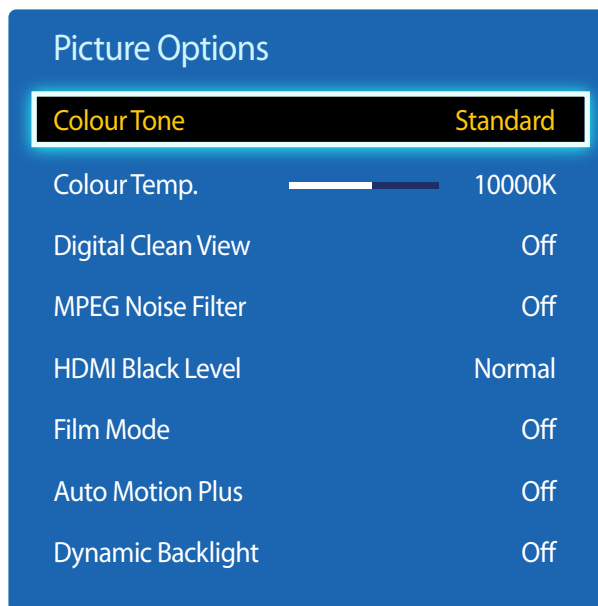 Picture Options
Colour Tone Standard
Colour Temp. 10000K
Digital Clean View Off
MPEG Noise Filter Off
HDMI Black Level Normal
Film Mode Off
Auto Motion Plus Off
Dynamic Backlight Off